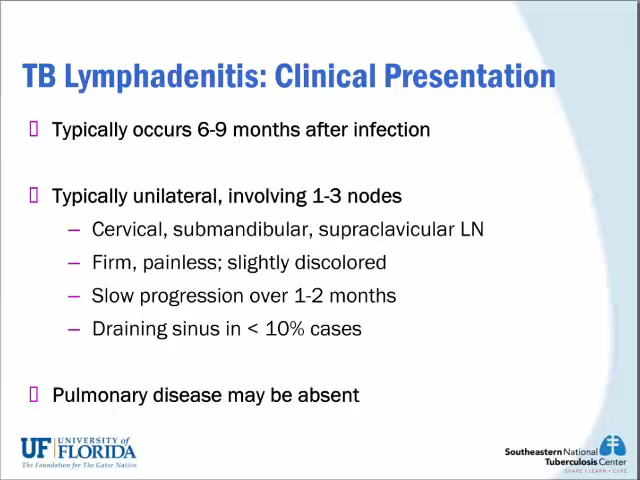 TB Lymphadenitis: Clinical Presentation
Typically occurs 6-9 months after infection
Typically unilateral, involving 1-3 nodes
– Cervical, submandibular, supraclavicular LN
– Firm, painless; slightly discolored
– Slow progression over 1-2 months
– Draining sinus in < 10% cases
Pulmonary disease may be absent
UF UNIVERSITY of
FLORIDA
The Foundation for The Gator Nation
Southeastern National
Tuberculosis Center
SHARE • LEARN • CURE